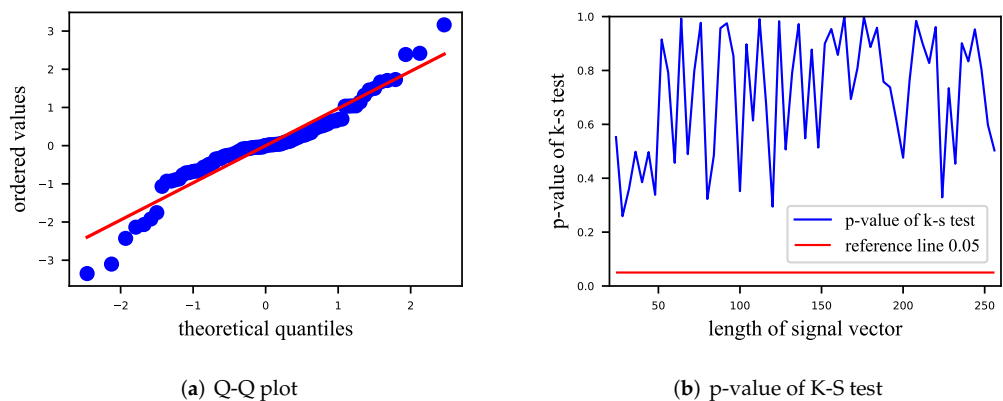 3
2
1
0
−1
−2
−3
ordered values
−2
−1
0
1
2
theoretical quantiles
(a) Q-Q plot
1.0
0.8
0.6
0.4
0.2
0.0
p-value of k-s test
p-value of k-s test
reference line 0.05
50
100
150
200
250
length of signal vector
(b) p-value of K-S test